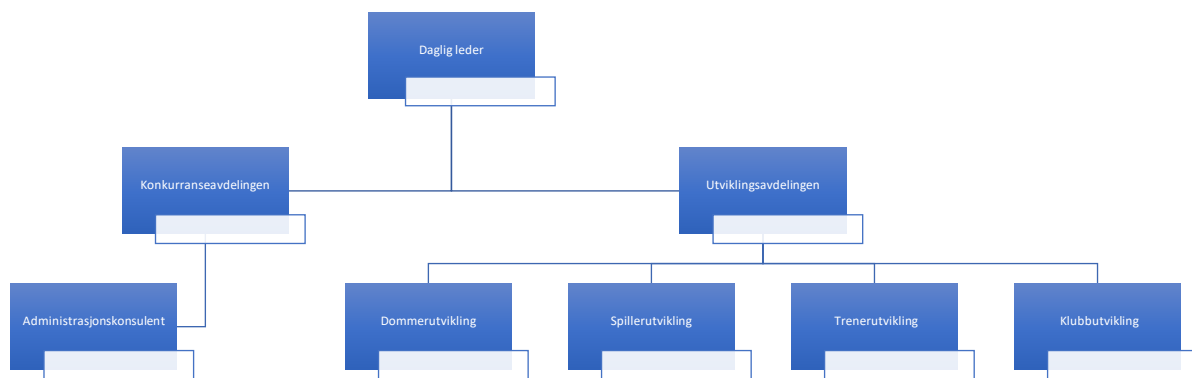 Daglig leder
Konkurranseavdelingen
Utviklingsavdelingen
Administrasjonskonsulent
Dommerutvikling
Spillerutvikling
Trenerutvikling
Klubbutvikling